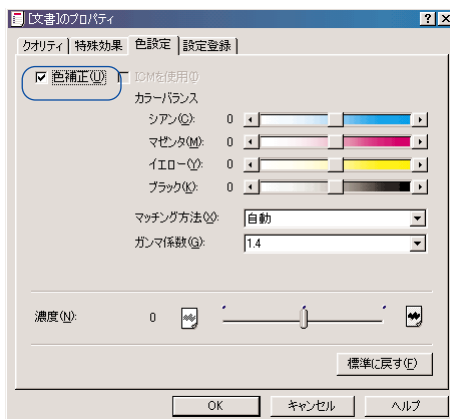 [文書]のプロパティ
クオリティ 特殊効果 色設定 設定登録
色補正(U) ICMを使用(I)
カラーバランス
シアン(C): 0
マゼンタ(M): 0
イエロー(Y): 0
ブラック(K): 0
マッチング方法(X): 自動
ガンマ係数(G): 1.4
濃度(N): 0
標準に戻す(F)
OK キャンセル ヘルプ